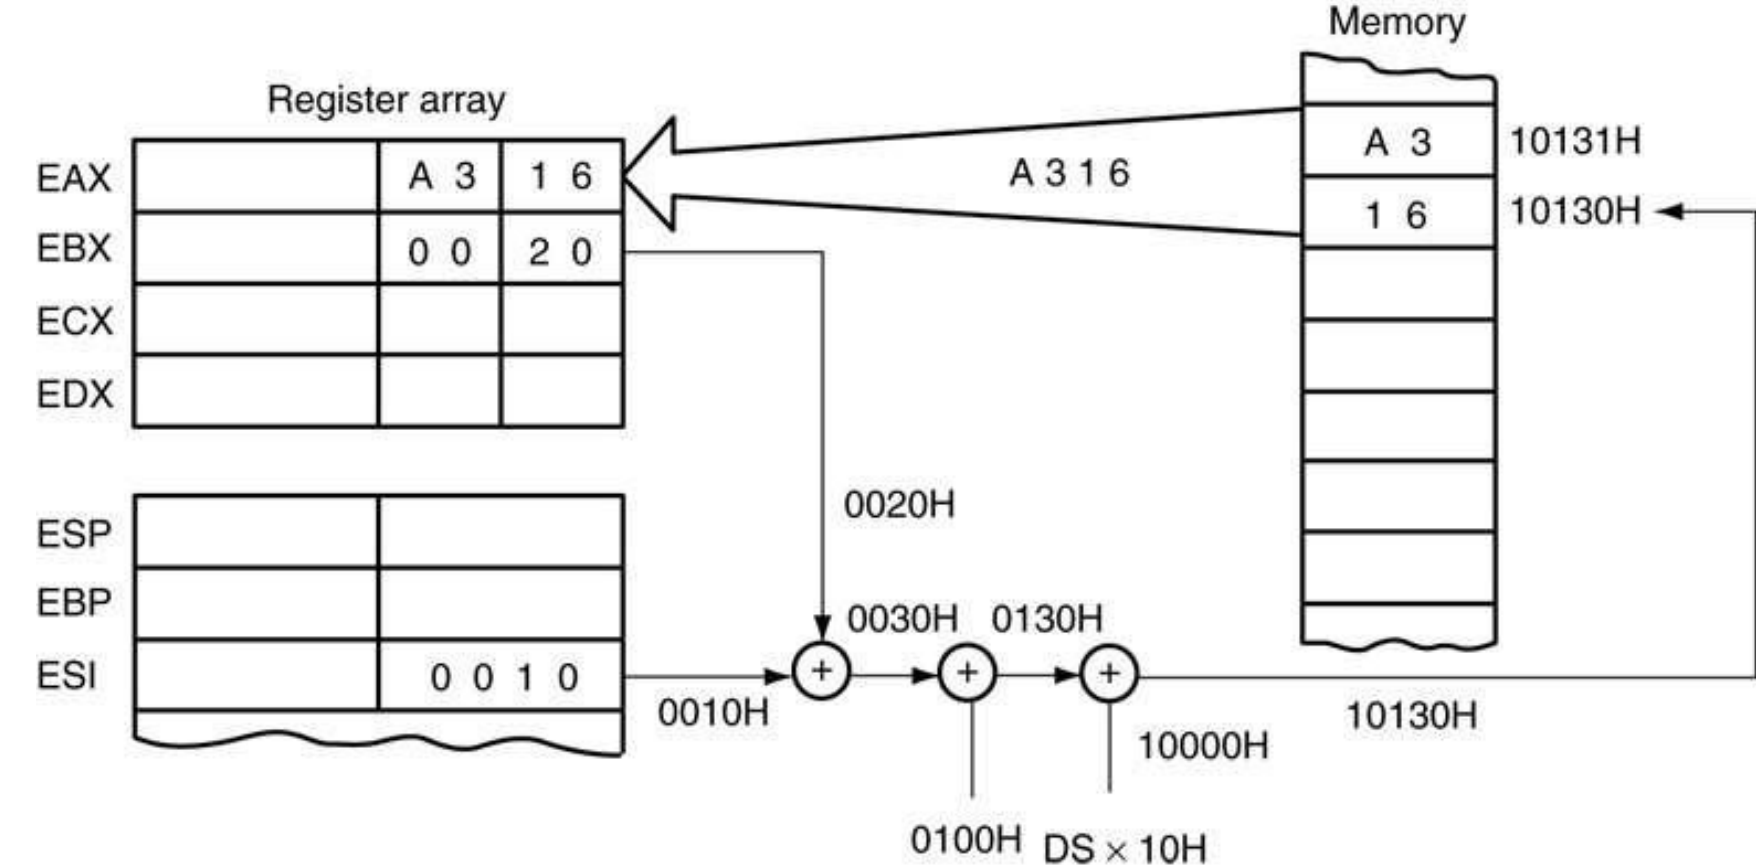 Memory
Register array
EAX A 3 1 6
A 3 1 6
A 3 10131H
1 6 10130H
EBX 0 0 2 0
ECX
EDX
0020H
ESP
EBP
0030H 0130H
ESI 0 0 1 0
+ + +
0010H
10130H
10000H
0100H DS × 10H